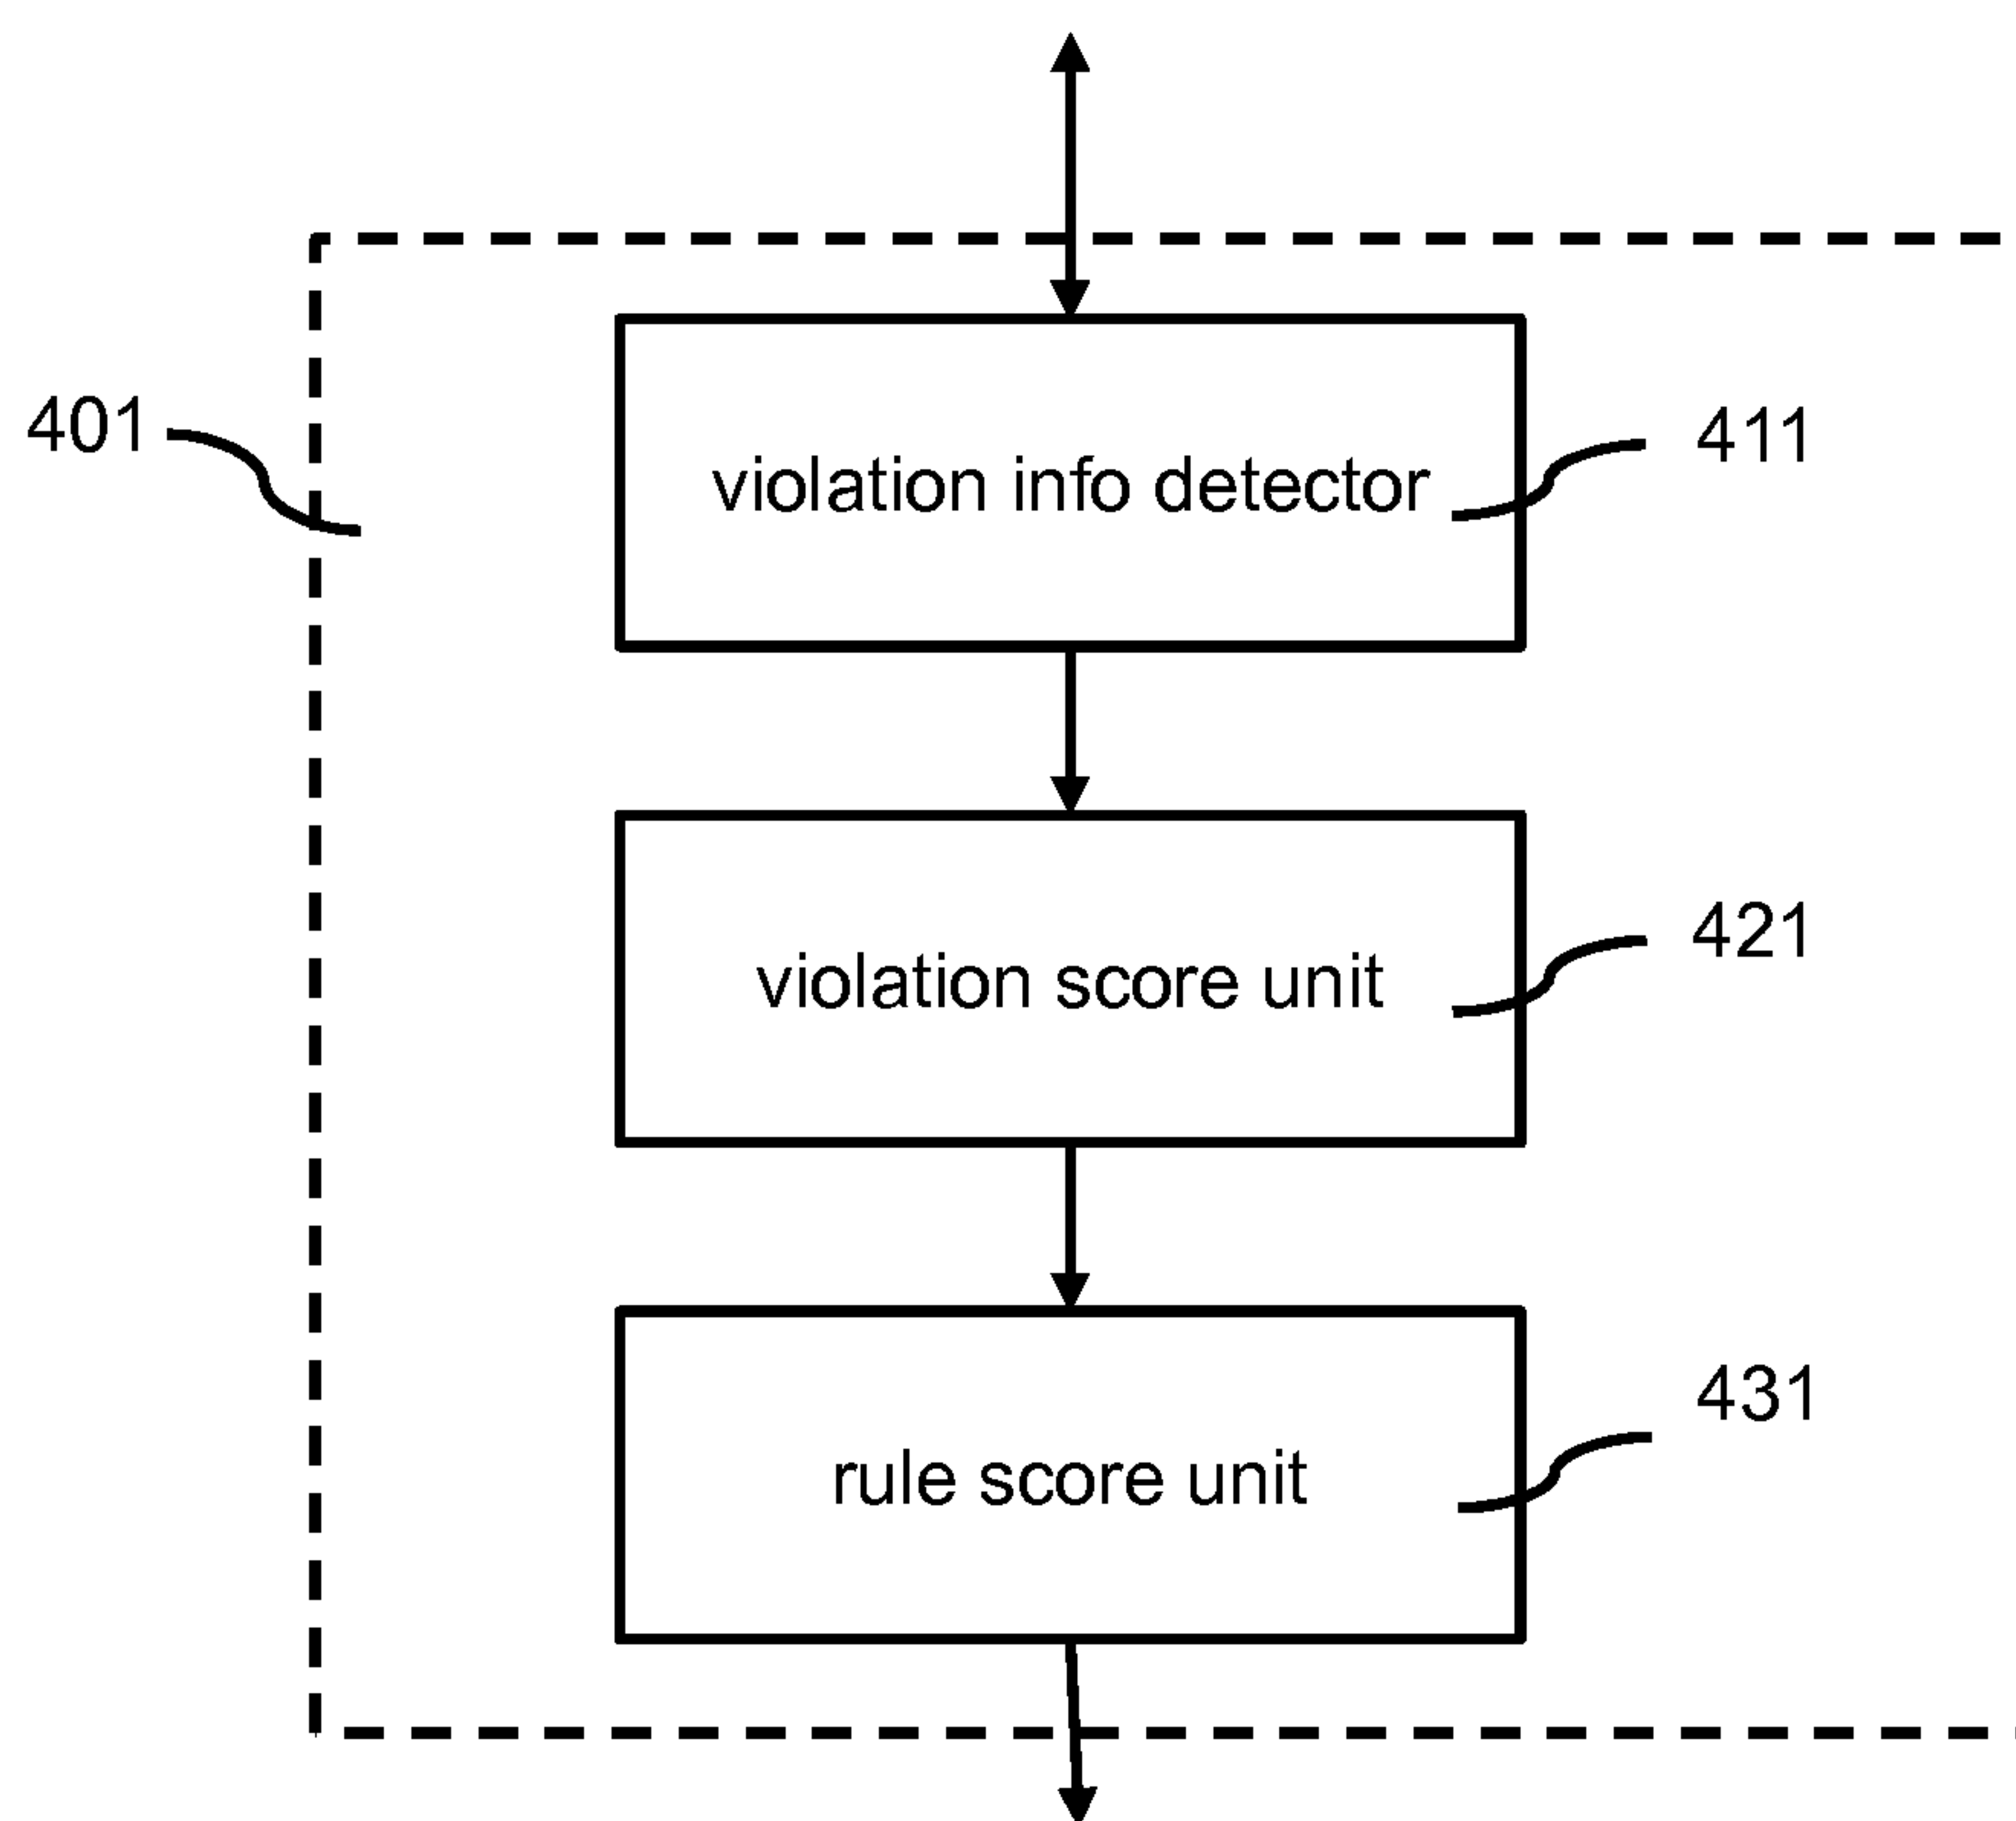 401
violation info detector
411
violation score unit
421
rule score unit
431